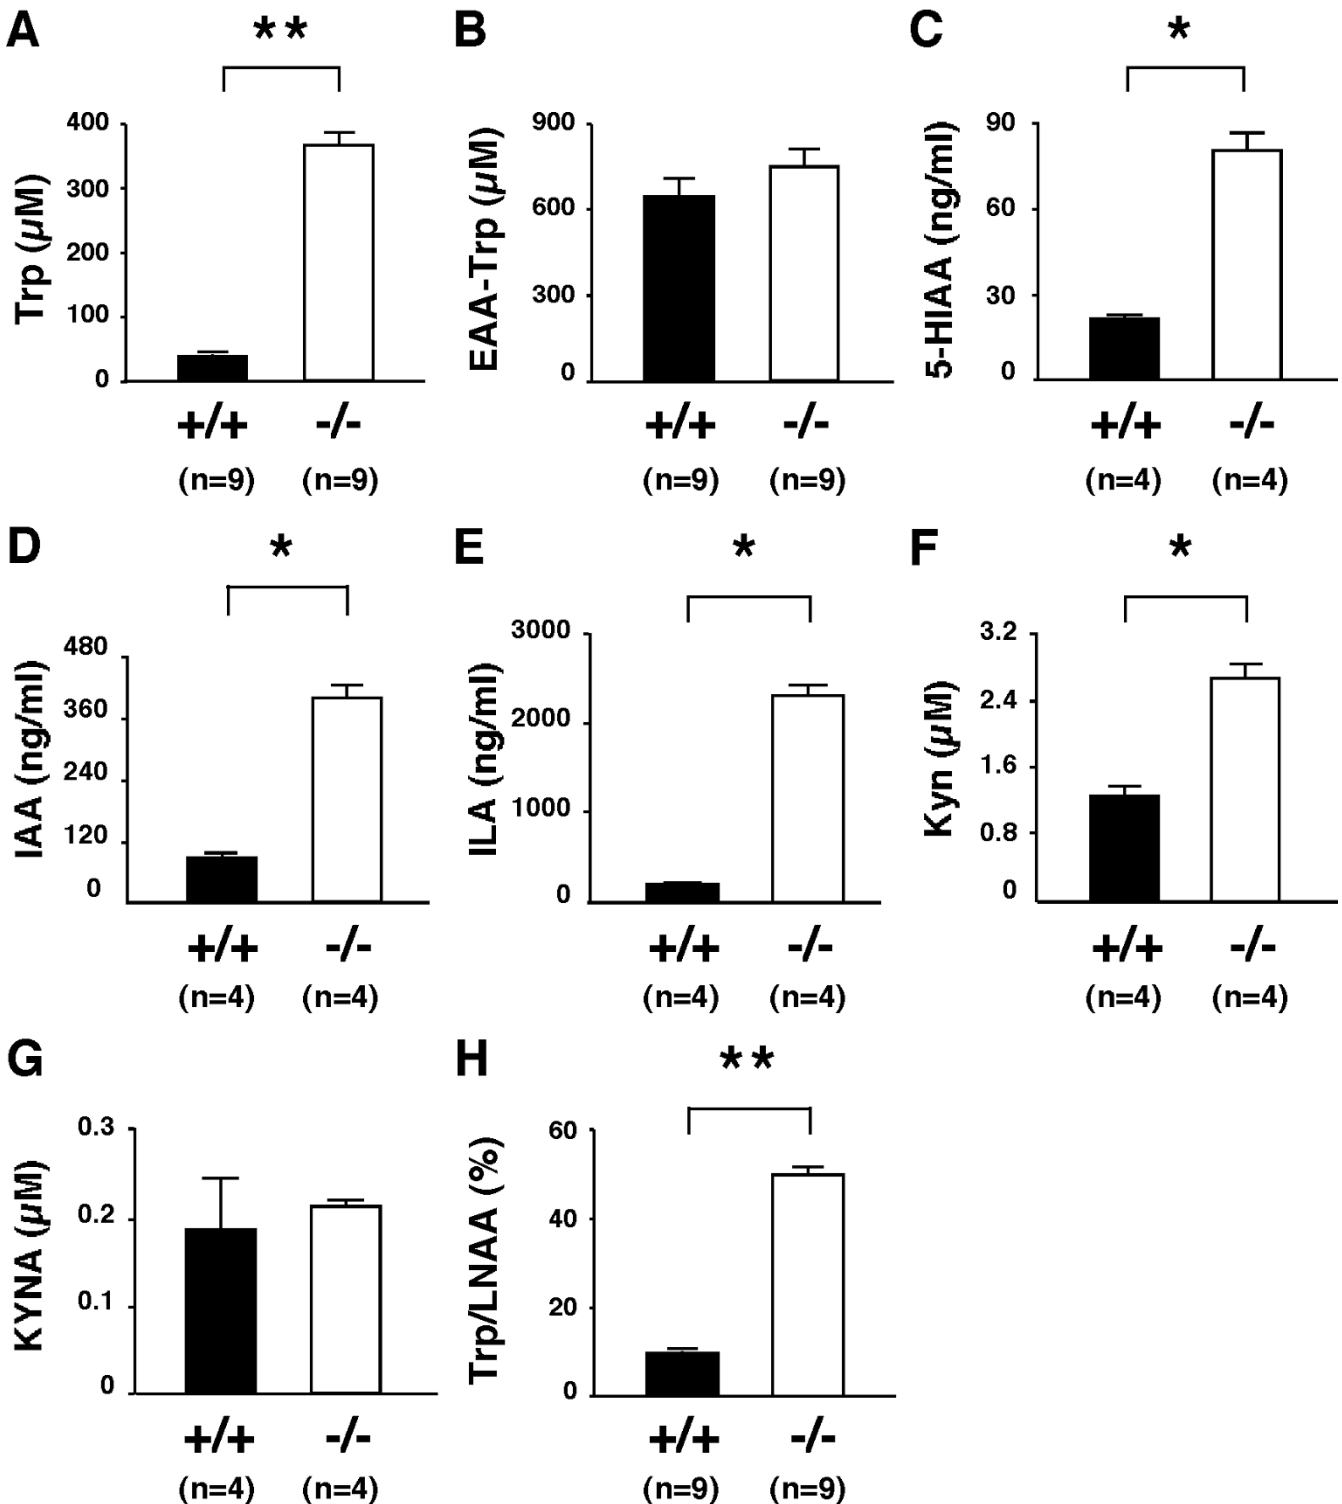 A
**
Trp (µM)
400
300
200
100
0
+/+
-/-
(n=9)
(n=9)
B
EAA-Trp (µM)
900
600
300
0
+/+
-/-
(n=9)
(n=9)
C
*
5-HIAA (ng/ml)
90
60
30
0
+/+
-/-
(n=4)
(n=4)
D
*
IAA (ng/ml)
480
360
240
120
0
+/+
-/-
(n=4)
(n=4)
E
*
ILA (ng/ml)
3000
2000
1000
0
+/+
-/-
(n=4)
(n=4)
F
*
Kyn (µM)
3.2
2.4
1.6
0.8
0
+/+
-/-
(n=4)
(n=4)
G
KYNA (µM)
0.3
0.2
0.1
0
+/+
-/-
(n=4)
(n=4)
H
**
Trp/LNAA (%)
60
40
20
0
+/+
-/-
(n=9)
(n=9)